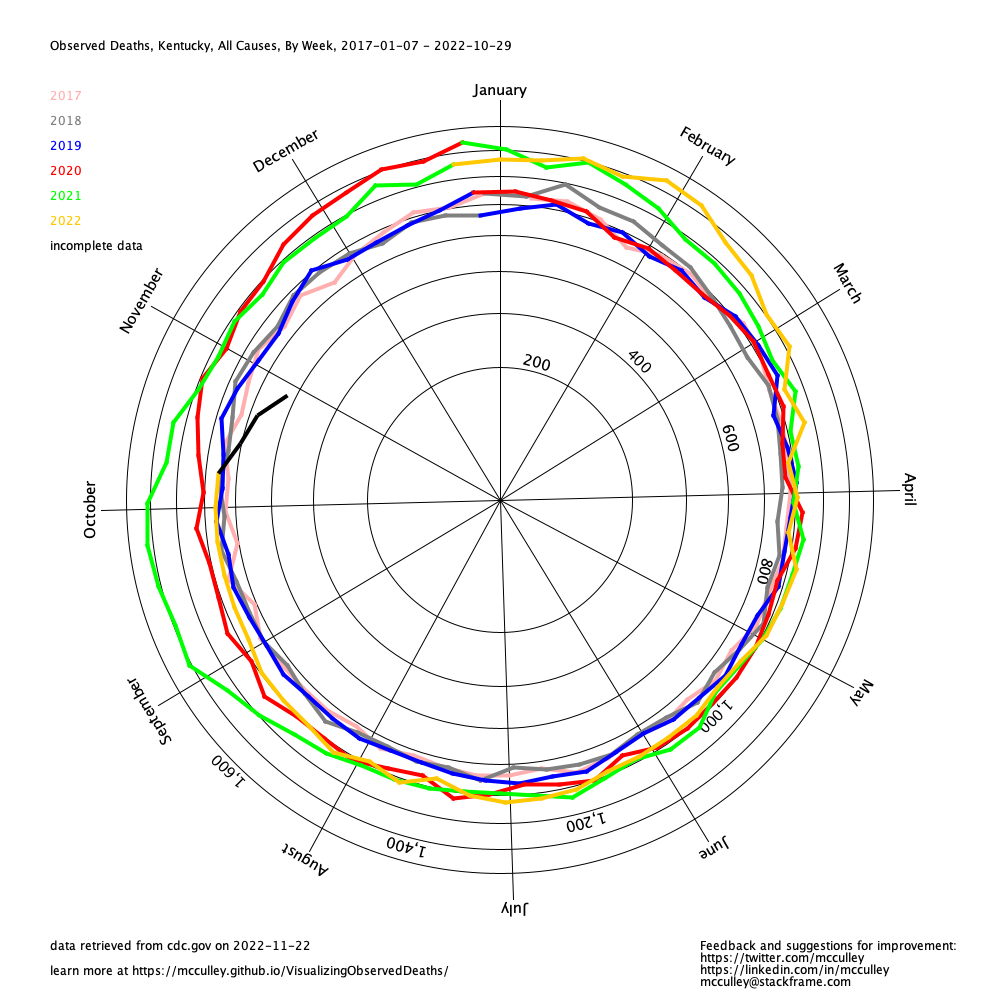 Observed Deaths, Kentucky, All Causes, By Week, 2017-01-07 - 2022-10-29
January
2017
2018
2019
2020
2021
2022
incomplete data
December
February
November
March
200
400
600
October
April
800
September
May
1,000
1,600
1,200
1,400
August
June
July
data retrieved from cdc.gov on 2022-11-22
learn more at https://mcculley.github.io/VisualizingObservedDeaths/
Feedback and suggestions for improvement:
https://twitter.com/mcculley
https://linkedin.com/in/mcculley
mcculley@stackframe.com